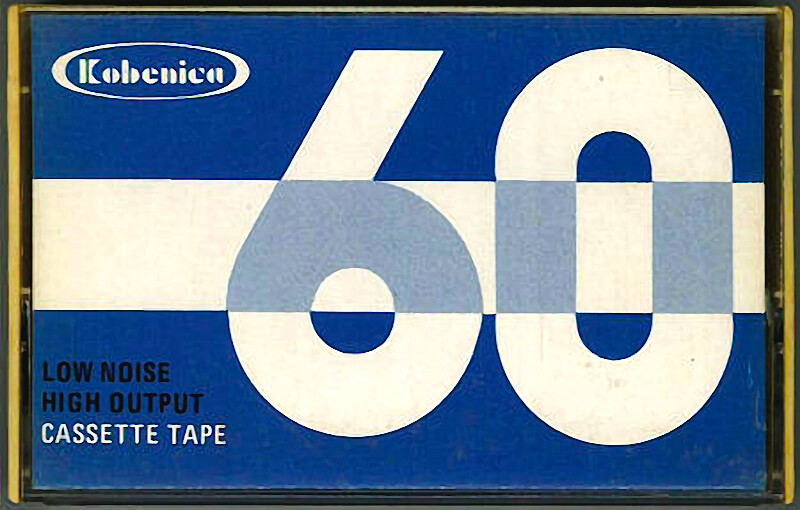 Kobenica
60
LOW NOISE
HIGH OUTPUT
CASSETTE TAPE